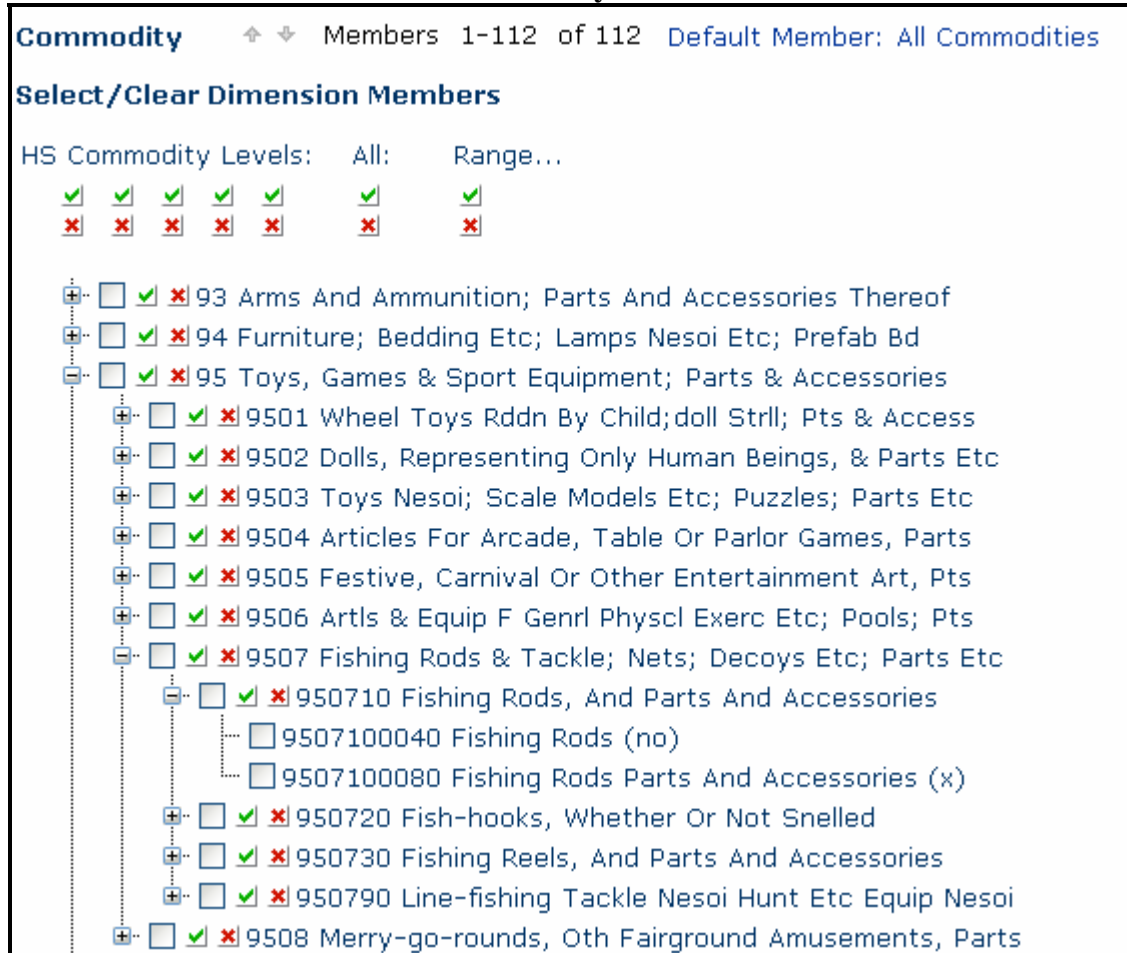 Commodity Members 1-112 of 112 Default Member: All Commodities
Select/Clear Dimension Members
HS Commodity Levels: All: Range...
93 Arms And Ammunition; Parts And Accessories Thereof
94 Furniture; Bedding Etc; Lamps Nesoi Etc; Prefab Bd
95 Toys, Games & Sport Equipment; Parts & Accessories
9501 Wheel Toys Rddn By Child;doll Strll; Pts & Access
9502 Dolls, Representing Only Human Beings, & Parts Etc
9503 Toys Nesoi; Scale Models Etc; Puzzles; Parts Etc
9504 Articles For Arcade, Table Or Parlor Games, Parts
9505 Festive, Carnival Or Other Entertainment Art, Pts
9506 Artls & Equip F Genrl Physcl Exerc Etc; Pools; Pts
9507 Fishing Rods & Tackle; Nets; Decoys Etc; Parts Etc
950710 Fishing Rods, And Parts And Accessories
9507100040 Fishing Rods (no)
9507100080 Fishing Rods Parts And Accessories (x)
950720 Fish-hooks, Whether Or Not Snelled
950730 Fishing Reels, And Parts And Accessories
950790 Line-fishing Tackle Nesoi Hunt Etc Equip Nesoi
9508 Merry-go-rounds, Oth Fairground Amusements, Parts